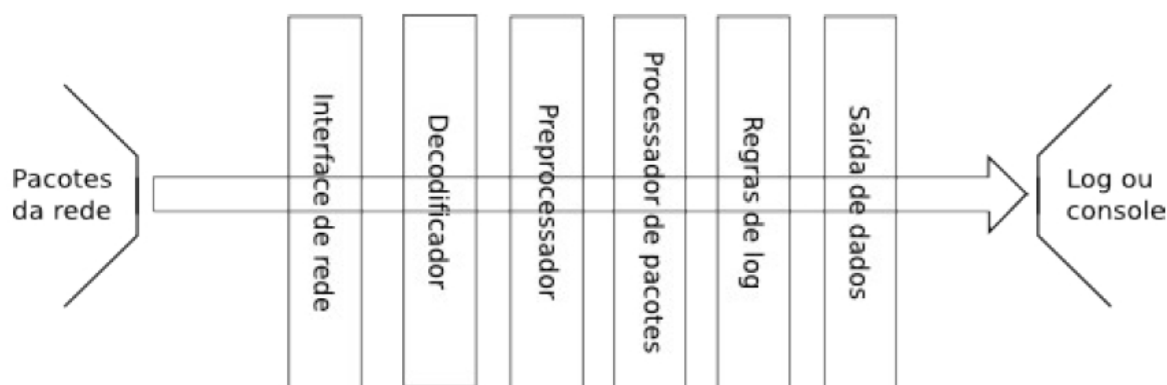 Pacotes
da rede
Interface de rede
Decodificador
Preprocessador
Processador de pacotes
Regras de log
Saída de dados
Log ou
console